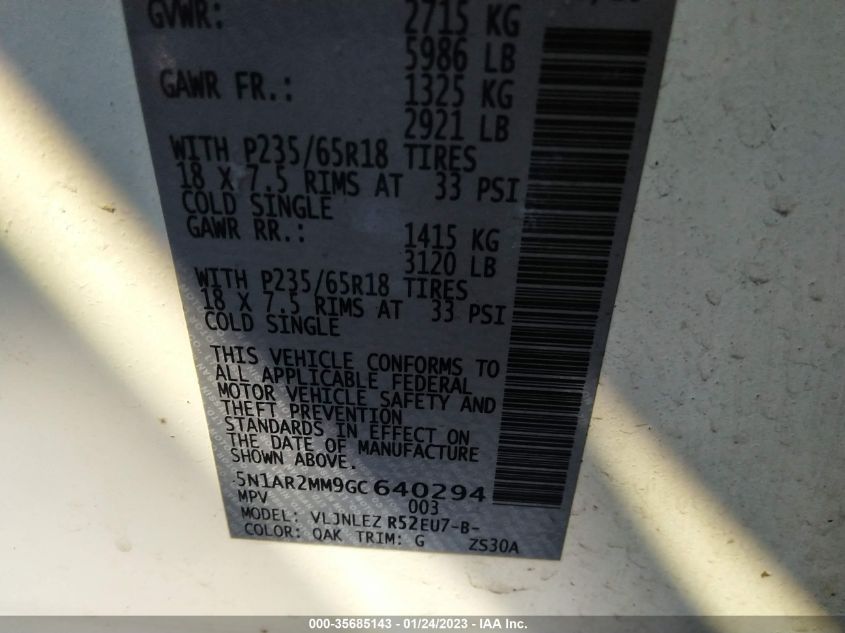 GVWR: 2715 KG
5986 LB
GAWR FR.: 1325 KG
2921 LB
WITH P235/65R18 TIRES
18 X 7.5 RIMS AT 33 PSI
COLD SINGLE
GAWR RR.: 1415 KG
3120 LB
WITH P235/65R18 TIRES
18 X 7.5 RIMS AT 33 PSI
COLD SINGLE
THIS VEHICLE CONFORMS TO
ALL APPLICABLE FEDERAL
MOTOR VEHICLE SAFETY AND
THEFT PREVENTION
STANDARDS IN EFFECT ON
THE DATE OF MANUFACTURE
SHOWN ABOVE.
5N1AR2MM9GC640294
MPV 003
MODEL: VLJNLEZ R52EU7-B-
COLOR: QAK TRIM: G ZS30A
000-35685143 - 01/24/2023 - IAA Inc.